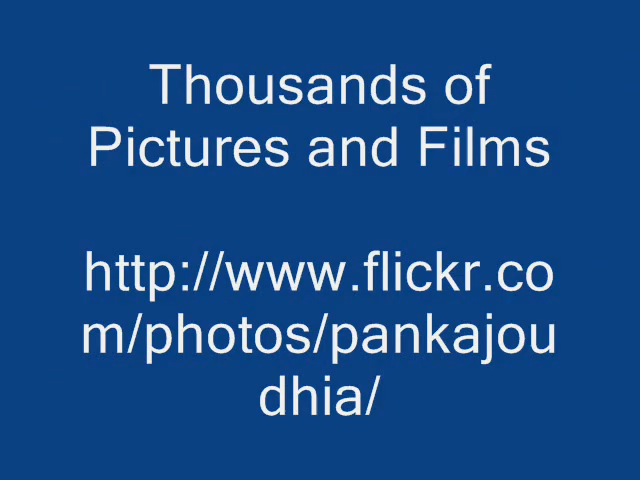 Thousands of
Pictures and Films
http://www.flickr.co
m/photos/pankajou
dhia/